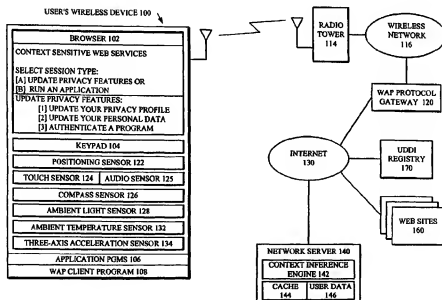 USER'S WIRELESS DEVICE 100
BROWSER 102
CONTEXT SENSITIVE WEB SERVICES
SELECT SESSION TYPE:
[A] UPDATE PRIVACY FEATURES OR
[B] RUN AN APPLICATION
UPDATE PRIVACY FEATURES:
[1] UPDATE YOUR PRIVACY PROFILE
[2] UPDATE YOUR PERSONAL DATA
[3] AUTHENTICATE A PROGRAM
KEYPAD 104
POSITIONING SENSOR 122
TOUCH SENSOR 124
AUDIO SENSOR 125
COMPASS SENSOR 126
AMBIENT LIGHT SENSOR 128
AMBIENT TEMPERATURE SENSOR 132
THREE-AXIS ACCELERATION SENSOR 134
APPLICATION PGMS 106
WAP CLIENT PROGRAM 108
RADIO
TOWER
114
WIRELESS
NETWORK
116
WAP PROTOCOL
GATEWAY 120
INTERNET
130
UDDI
REGISTRY
170
WEB SITES
160
NETWORK SERVER 140
CONTEXT INFERENCE
ENGINE 142
CACHE
144
USER DATA
146